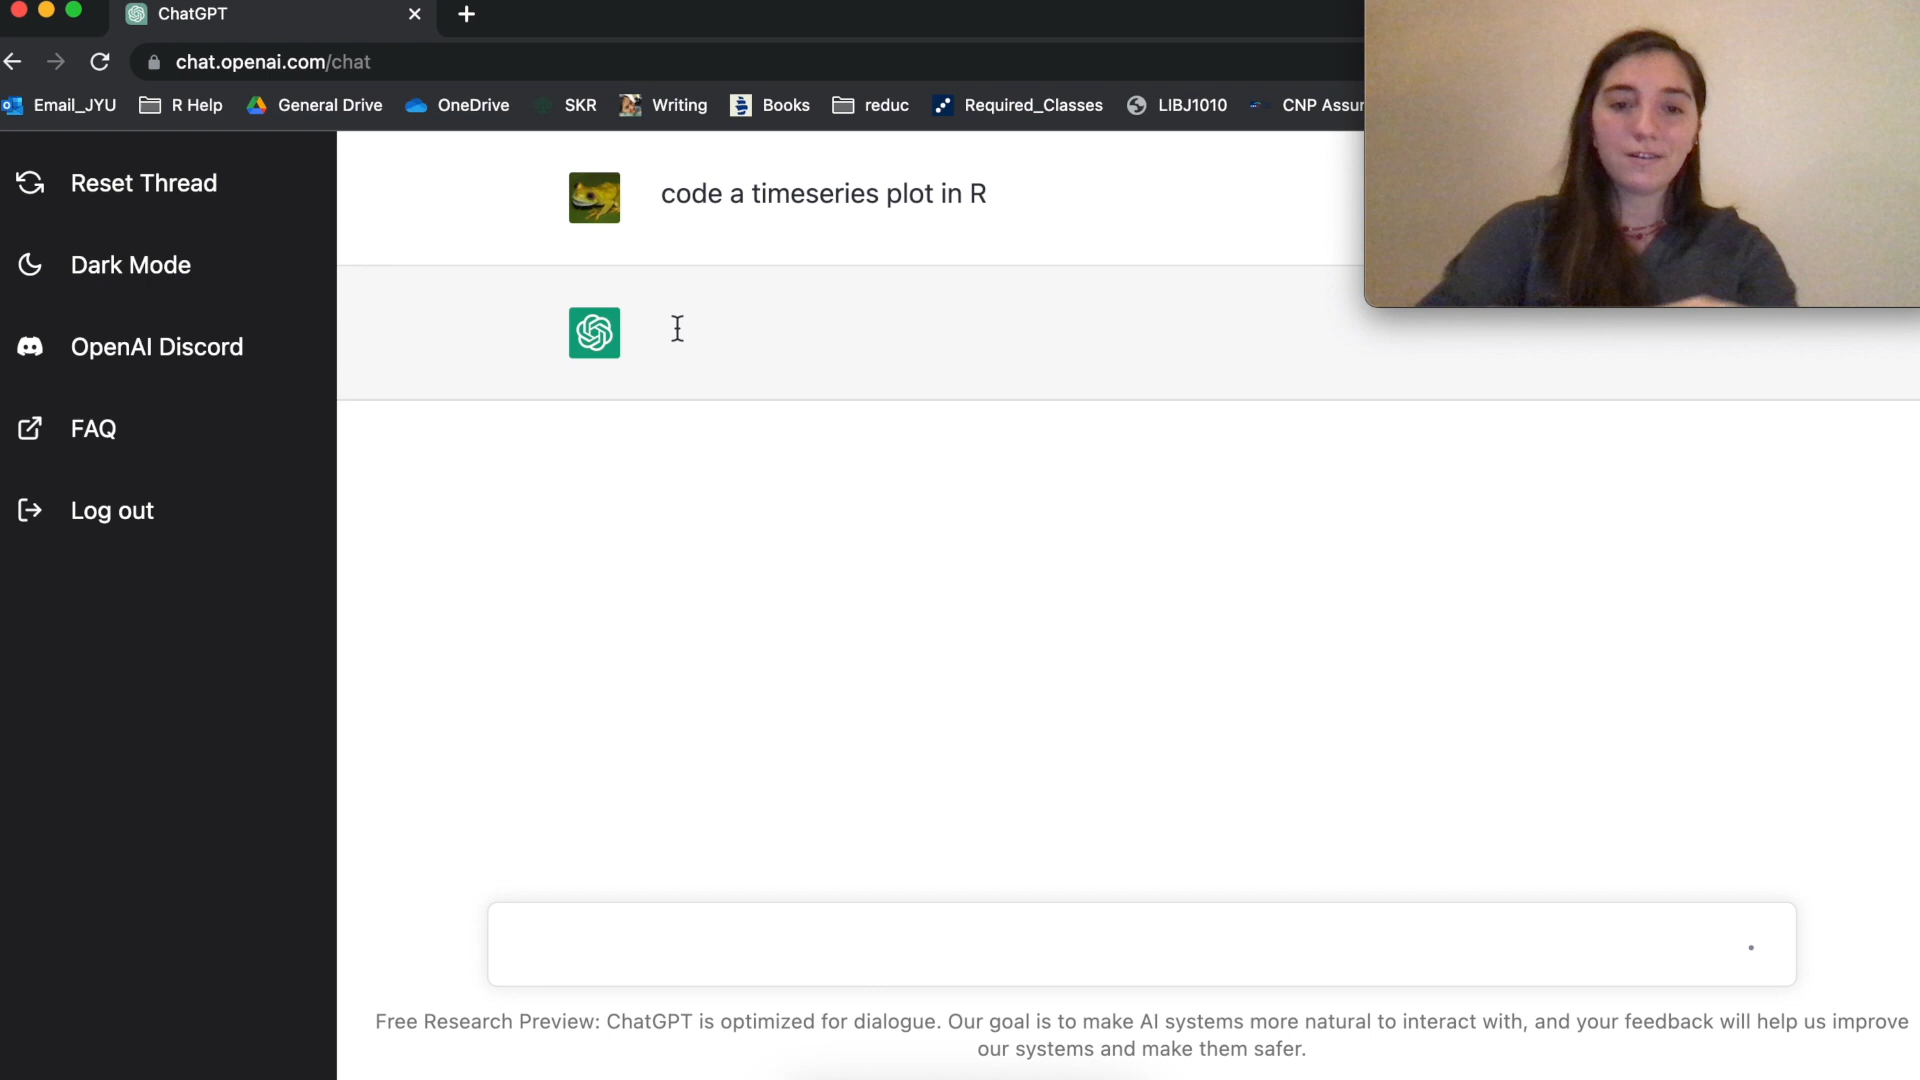 ChatGPT
chat.openai.com/chat
Email_JYU R Help General Drive OneDrive SKR Writing Books reduc Required_Classes LIBJ1010 CNP Assur
Reset Thread
Dark Mode
OpenAI Discord
FAQ
Log out
code a timeseries plot in R
Free Research Preview: ChatGPT is optimized for dialogue. Our goal is to make AI systems more natural to interact with, and your feedback will help us improve
our systems and make them safer.